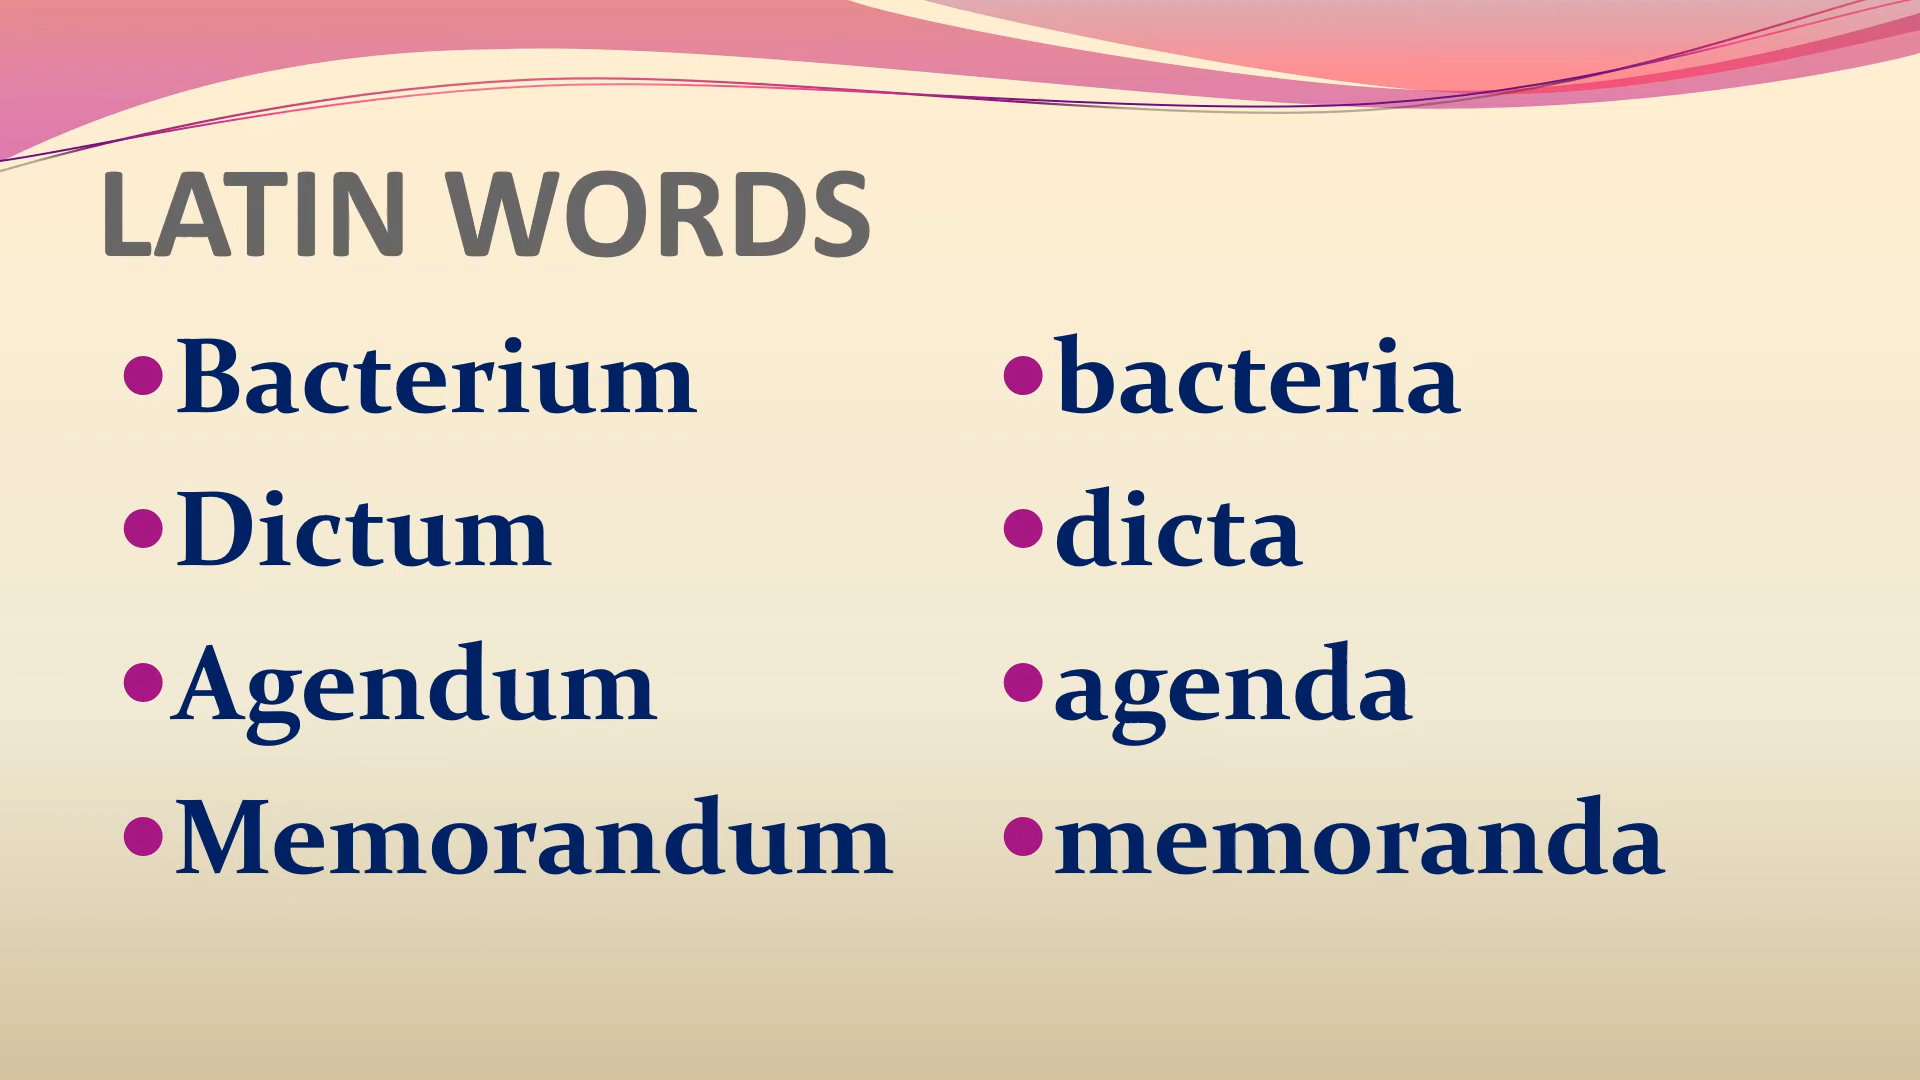 LATIN WORDS
•Bacterium
•Dictum
•Agendum
•Memorandum
•bacteria
•dicta
•agenda
•memoranda